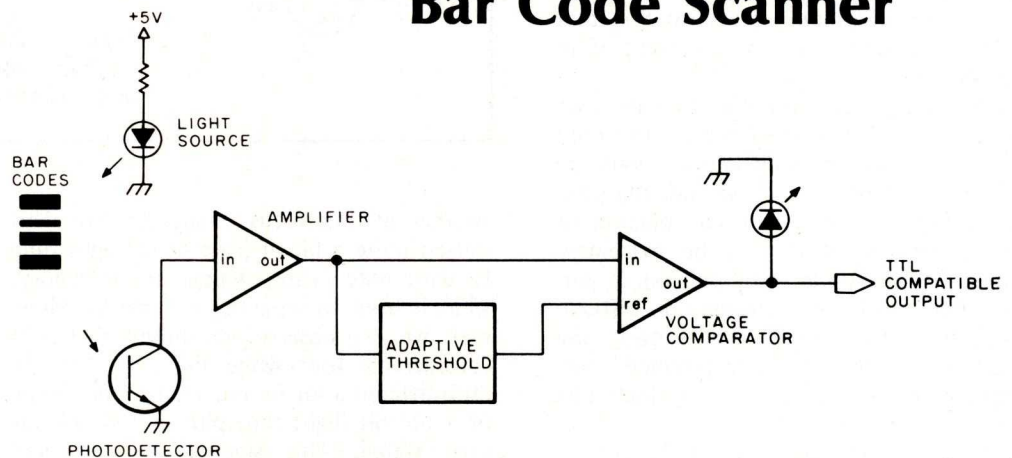 Bar Code Scanner
+5V
LIGHT
SOURCE
BAR
CODES
AMPLIFIER
in
out
in
out
ref
TTL
COMPATIBLE
OUTPUT
VOLTAGE
COMPARATOR
ADAPTIVE
THRESHOLD
PHOTODETECTOR